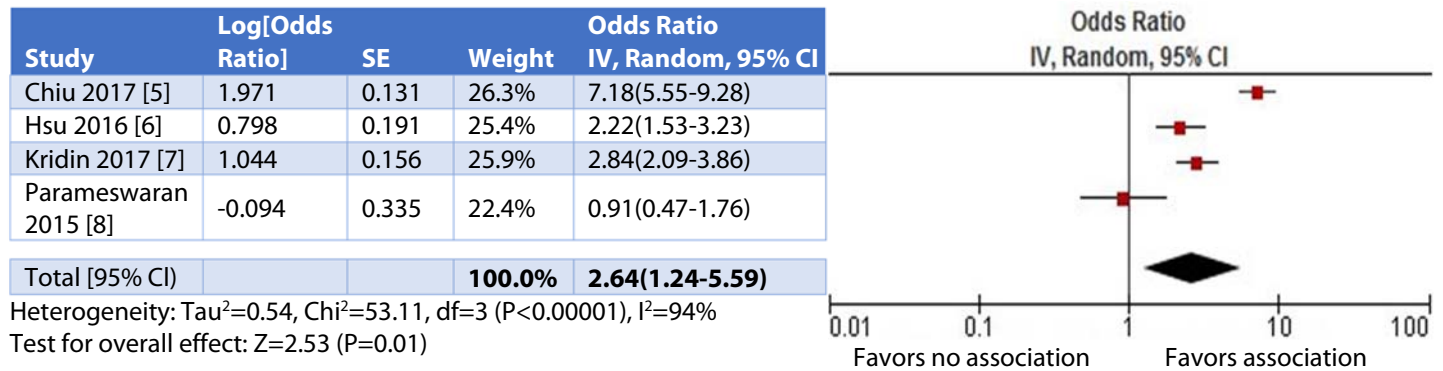 Study Log[Odds Ratio] SE Weight Odds Ratio IV, Random, 95% CI
Chiu 2017 [5] 1.971 0.131 26.3% 7.18(5.55-9.28)
Hsu 2016 [6] 0.798 0.191 25.4% 2.22(1.53-3.23)
Kridin 2017 [7] 1.044 0.156 25.9% 2.84(2.09-3.86)
Parameswaran 2015 [8] -0.094 0.335 22.4% 0.91(0.47-1.76)
Total [95% Cl) 100.0% 2.64(1.24-5.59)
Heterogeneity: Tau²=0.54, Chi²=53.11, df=3 (P<0.00001), I²=94%
Test for overall effect: Z=2.53 (P=0.01)
Odds Ratio
IV, Random, 95% CI
0.01 0.1 1 10 100
Favors no association Favors association